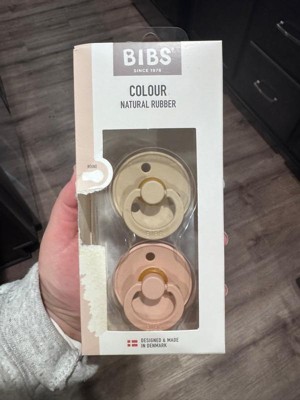 BIBS
SINCE 1978
COLOUR
NATURAL RUBBER
DESIGNED & MADE
IN DENMARK